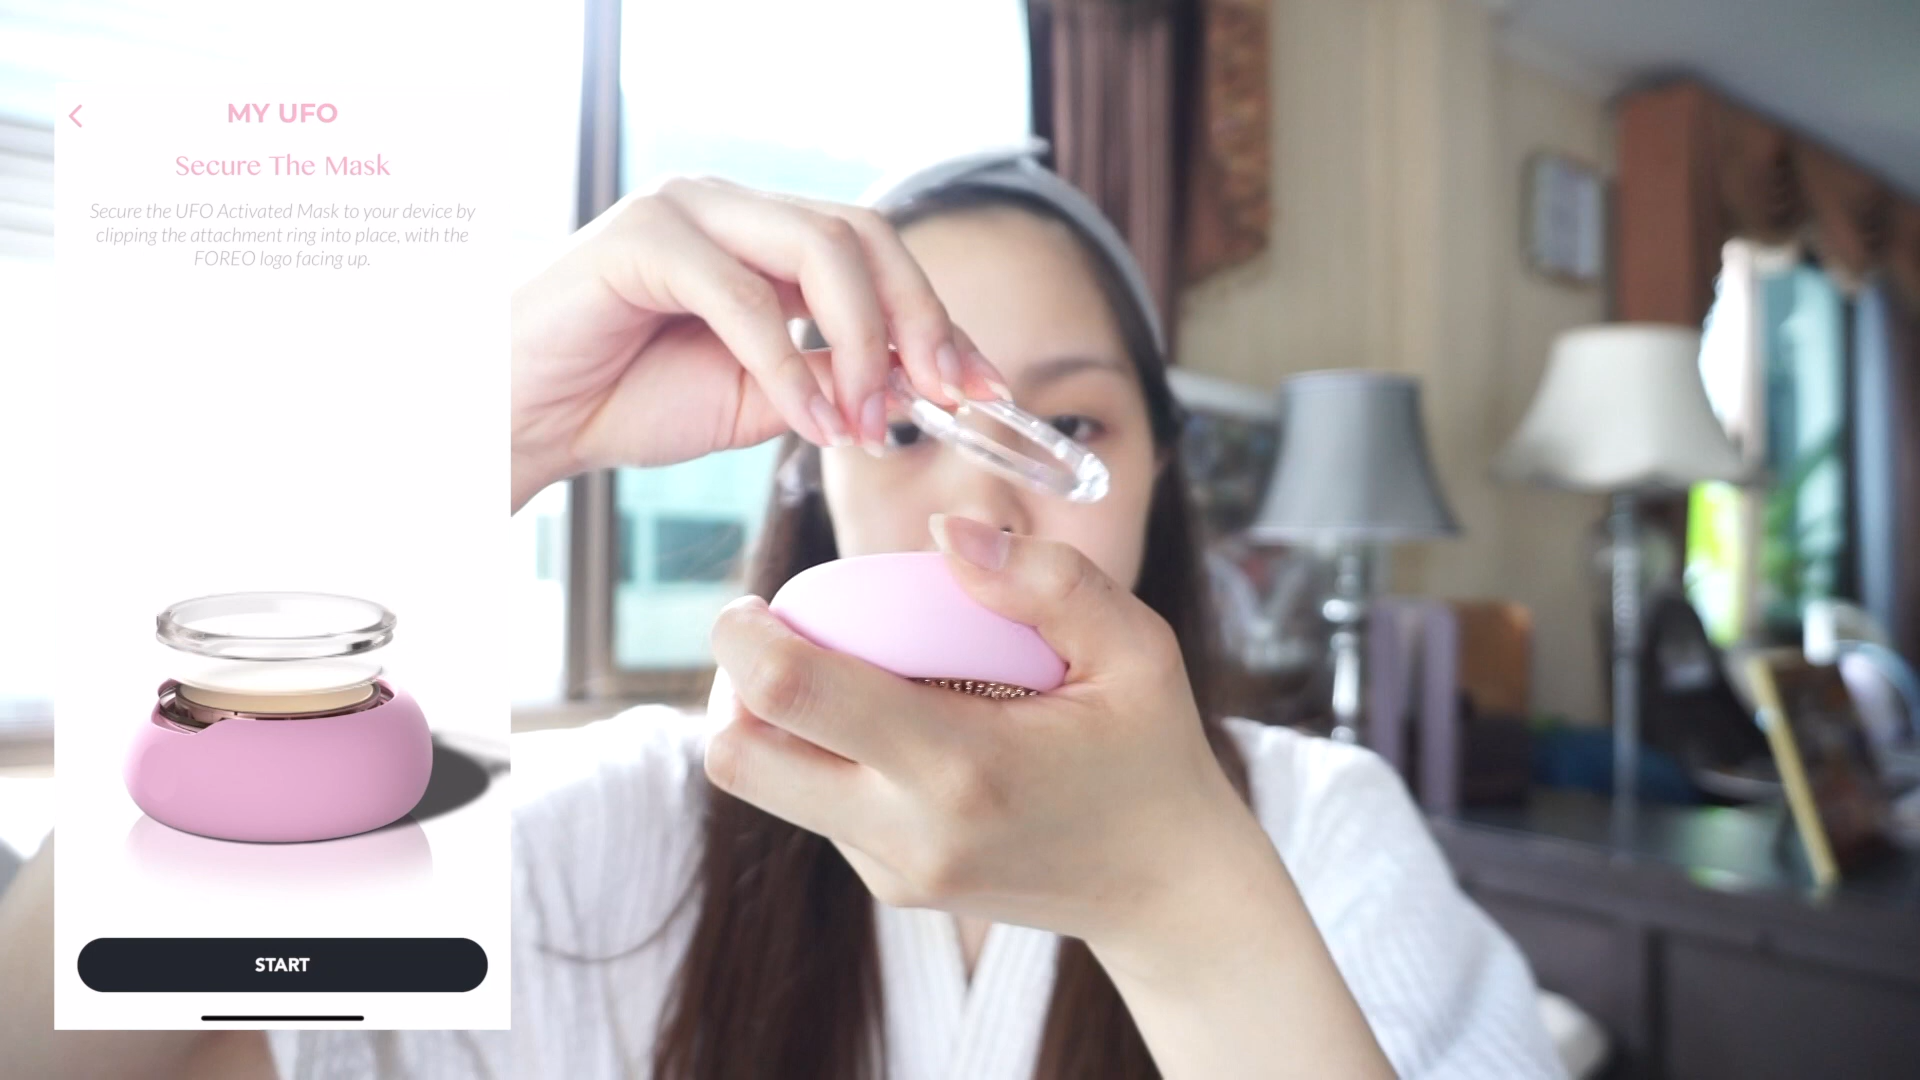 MY UFO
Secure The Mask
Secure the UFO Activated Mask to your device by
clipping the attachment ring into place, with the
FOREO logo facing up.
START